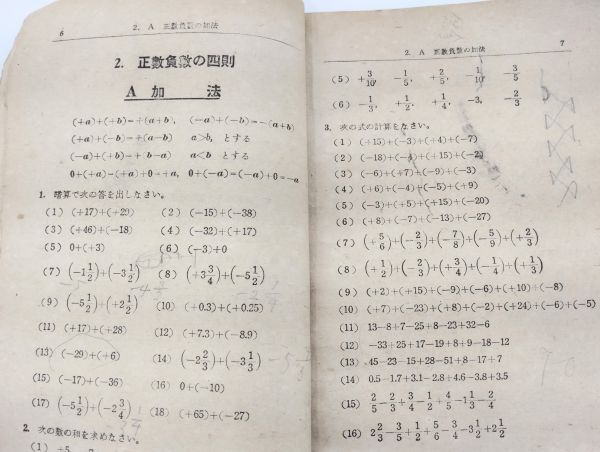 6
2. A 正数負数の加法
2. 正数負数の四則
A 加 法
(+a)+(+b)=+(a+b), (-a)+(-b)=-(a+b)
(+a)+(-b)=+(a-b) a>b, とする
(-a)+(+b)=+(b-a) a<b とする
0+(+a)=(+a)+0=+a, 0+(-a)=(-a)+0=-a
1. 暗算で次の答を出しなさい。
(1) (+17)+(+29) (2) (-15)+(-38)
(3) (+46)+(-18) (4) (-32)+(+17)
(5) 0+(+3) (6) (-3)+0
(7) (-1 1/2)+(-3 1/2) (8) (+3 3/4)+(-5 1/2)
(9) (-5 1/2)+(+2 1/2) (10) (+0.3)+(+0.25)
(11) (+17)+(+28) (12) (+7.3)+(-8.9)
(13) (-29)+(+6) (14) (-2 2/3)+(-3 1/3)
(15) (-17)+(-36) (16) 0+(-10)
(17) (-5 1/2)+(-2 3/4) (18) (+65)+(-27)
2. 次の数の和を求めなさい。
2. A 正数負数の加法
7
(5) +3/10, -1/5, +2/5, -1/10, -3/5
(6) -1/3, +1/2, +1/4, -3, -2/3
3. 次の式の計算をなさい。
(1) (+15)+(-3)+(+4)+(-7)
(2) (-18)+(-4)+(+15)+(-2)
(3) (-6)+(+7)+(-9)+(-3)
(4) (+6)+(-4)+(-5)+(+9)
(5) (-3)+(+5)+(+15)+(-20)
(6) (+8)+(-7)+(-13)+(-27)
(7) (+5/6)+(-2/3)+(-7/8)+(-5/9)+(+2/3)
(8) (+1/2)+(-2/3)+(+3/4)+(-1/4)+(+1/3)
(9) (+2)+(+15)+(-9)+(-6)+(+10)+(-8)
(10) (+7)+(-23)+(+8)+(-2)+(+24)+(-6)+(-5)
(11) 13-8+7-25+8-23+32-6
(12) -33+25+17-19+8+9-18-12
(13) 45-23-15+28-51+8-17+7
(14) 0.5-1.7+3.1-2.8+4.6-3.8+3.5
(15) 2/5-2/3+3/4-1/2+4/5-1 1/3-2/4
(16) 2 2/3-3/5+1/2+5/6-3/4-3 1/2+2 1/2